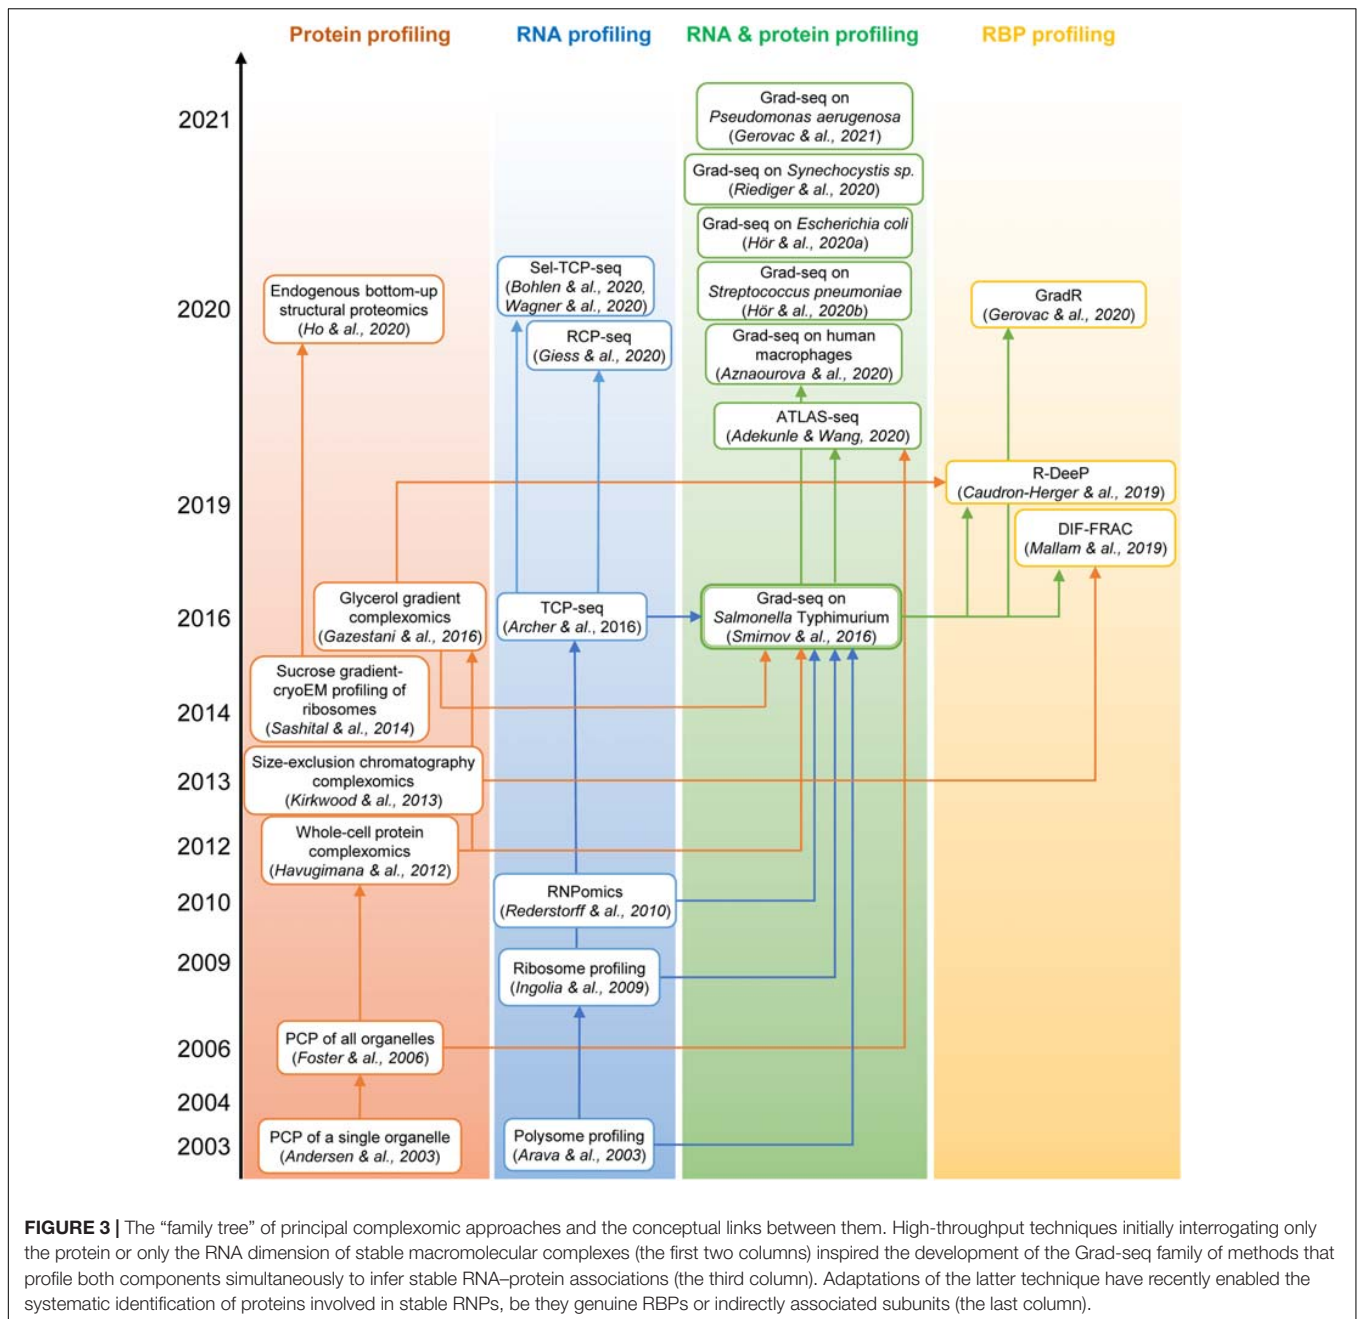 Protein profiling
RNA profiling
RNA & protein profiling
RBP profiling
2021
2020
2019
2016
2014
2013
2012
2010
2009
2006
2004
2003
Endogenous bottom-up
structural proteomics
(Ho & al., 2020)
Glycerol gradient
complexomics
(Gazestani & al., 2016)
Sucrose gradient-
cryoEM profiling of
ribosomes
(Sashital & al., 2014)
Size-exclusion chromatography
complexomics
(Kirkwood & al., 2013)
Whole-cell protein
complexomics
(Havugimana & al., 2012)
PCP of all organelles
(Foster & al., 2006)
PCP of a single organelle
(Andersen & al., 2003)
Sel-TCP-seq
(Bohlen & al., 2020,
Wagner & al., 2020)
RCP-seq
(Giess & al., 2020)
TCP-seq
(Archer & al., 2016)
RNPomics
(Rederstorff & al., 2010)
Ribosome profiling
(Ingolia & al., 2009)
Polysome profiling
(Arava & al., 2003)
Grad-seq on
Pseudomonas aerugenosa
(Gerovac & al., 2021)
Grad-seq on Synechocystis sp.
(Riediger & al., 2020)
Grad-seq on Escherichia coli
(Hör & al., 2020a)
Grad-seq on
Streptococcus pneumoniae
(Hör & al., 2020b)
Grad-seq on human
macrophages
(Aznaourova & al., 2020)
ATLAS-seq
(Adekunle & Wang, 2020)
Grad-seq on
Salmonella Typhimurium
(Smirnov & al., 2016)
GradR
(Gerovac & al., 2020)
R-DeeP
(Caudron-Herger & al., 2019)
DIF-FRAC
(Mallam & al., 2019)
FIGURE 3 | The “family tree” of principal complexomic approaches and the conceptual links between them. High-throughput techniques initially interrogating only
the protein or only the RNA dimension of stable macromolecular complexes (the first two columns) inspired the development of the Grad-seq family of methods that
profile both components simultaneously to infer stable RNA–protein associations (the third column). Adaptations of the latter technique have recently enabled the
systematic identification of proteins involved in stable RNPs, be they genuine RBPs or indirectly associated subunits (the last column).